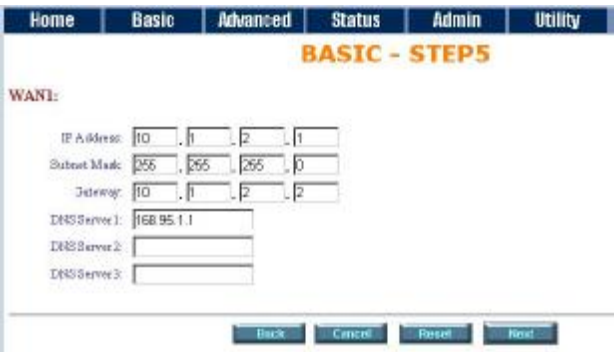 Home Basic Advanced Status Admin Utility
BASIC - STEP5
WAN1:
IP Address: 10 . 1 . 2 . 1
Subnet Mask: 255 . 255 . 255 . 0
Gateway: 10 . 1 . 2 . 2
DNS Server 1: 168.95.1.1
DNS Server 2:
DNS Server 3:
Back Cancel Reset Next